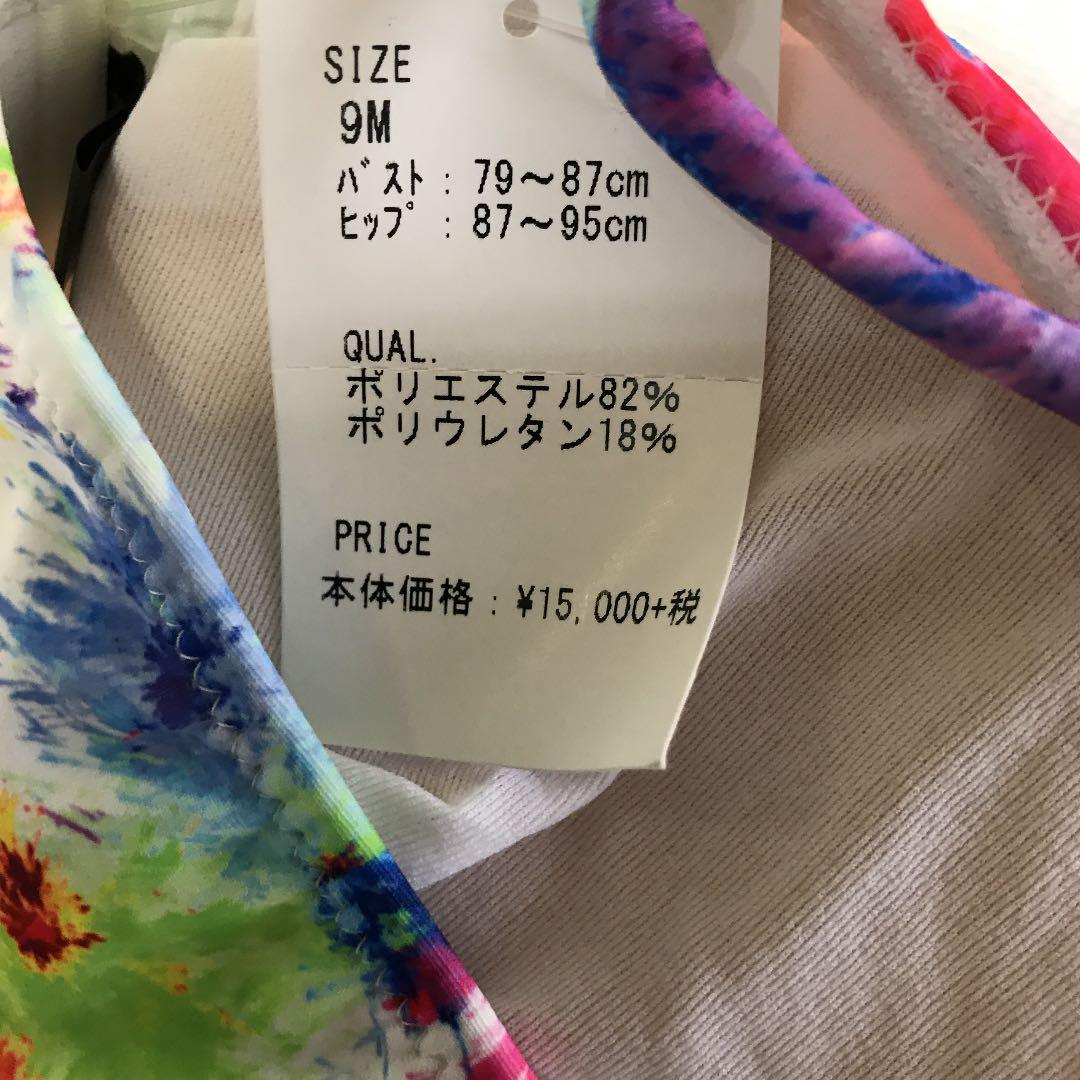 SIZE
9M
ﾊﾞｽﾄ : 79～87cm
ﾋｯﾌﾟ : 87～95cm
QUAL.
ポリエステル82%
ポリウレタン18%
PRICE
本体価格 : ¥15,000+税